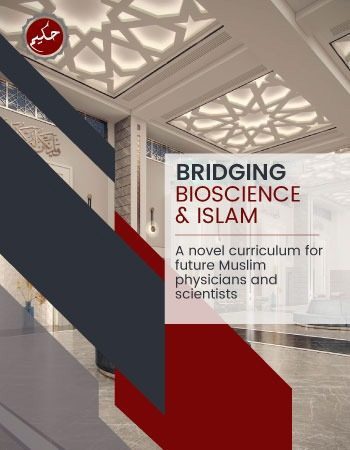 حكيم
BRIDGING
BIOSCIENCE
& ISLAM
A novel curriculum for
future Muslim
physicians and
scientists